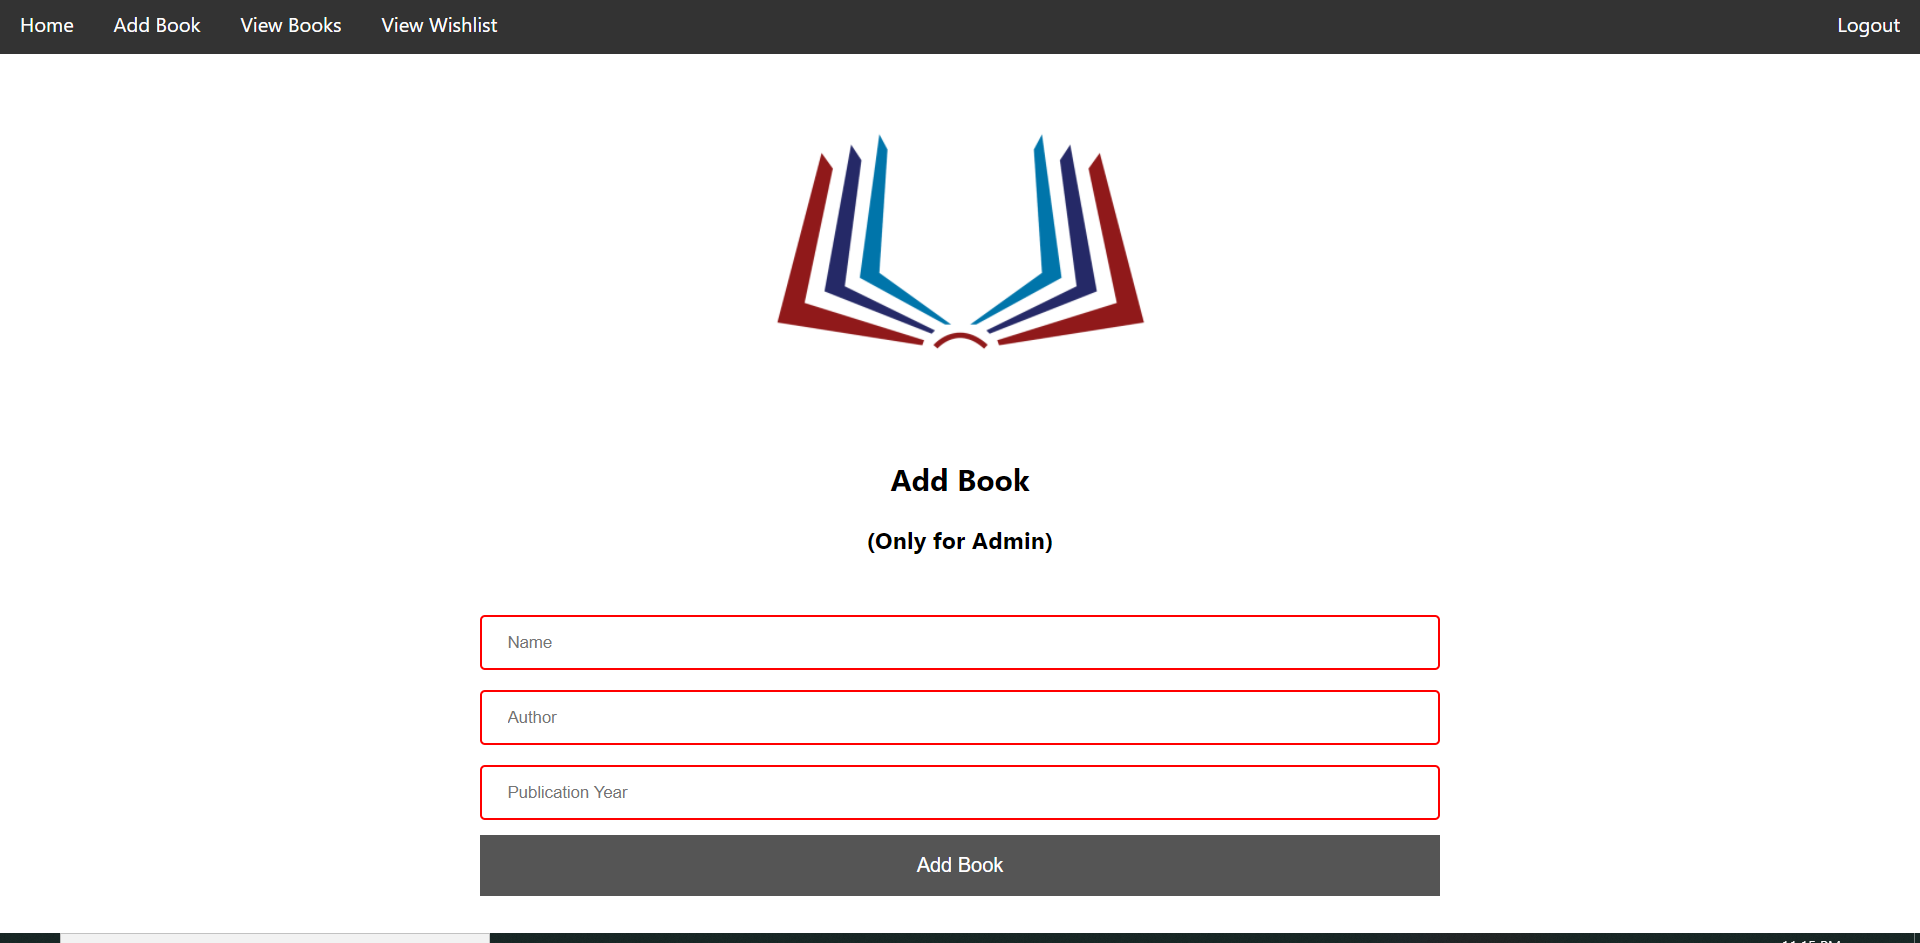 Home Add Book View Books View Wishlist Logout
Add Book
(Only for Admin)
Name
Author
Publication Year
Add Book